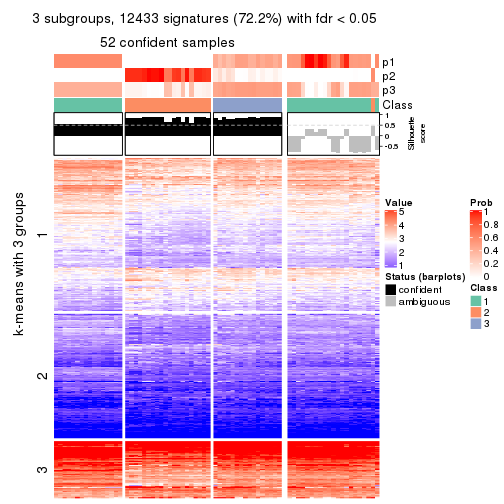 3 subgroups, 12433 signatures (72.2%) with fdr < 0.05
52 confident samples
p1
p2
p3
Class
1
0.5
0
-0.5
Silhouette
score
k-means with 3 groups
1
2
3
Value
5
4
3
2
1
Status (barplots)
confident
ambiguous
Prob
1
0.8
0.6
0.4
0.2
0
Class
1
2
3